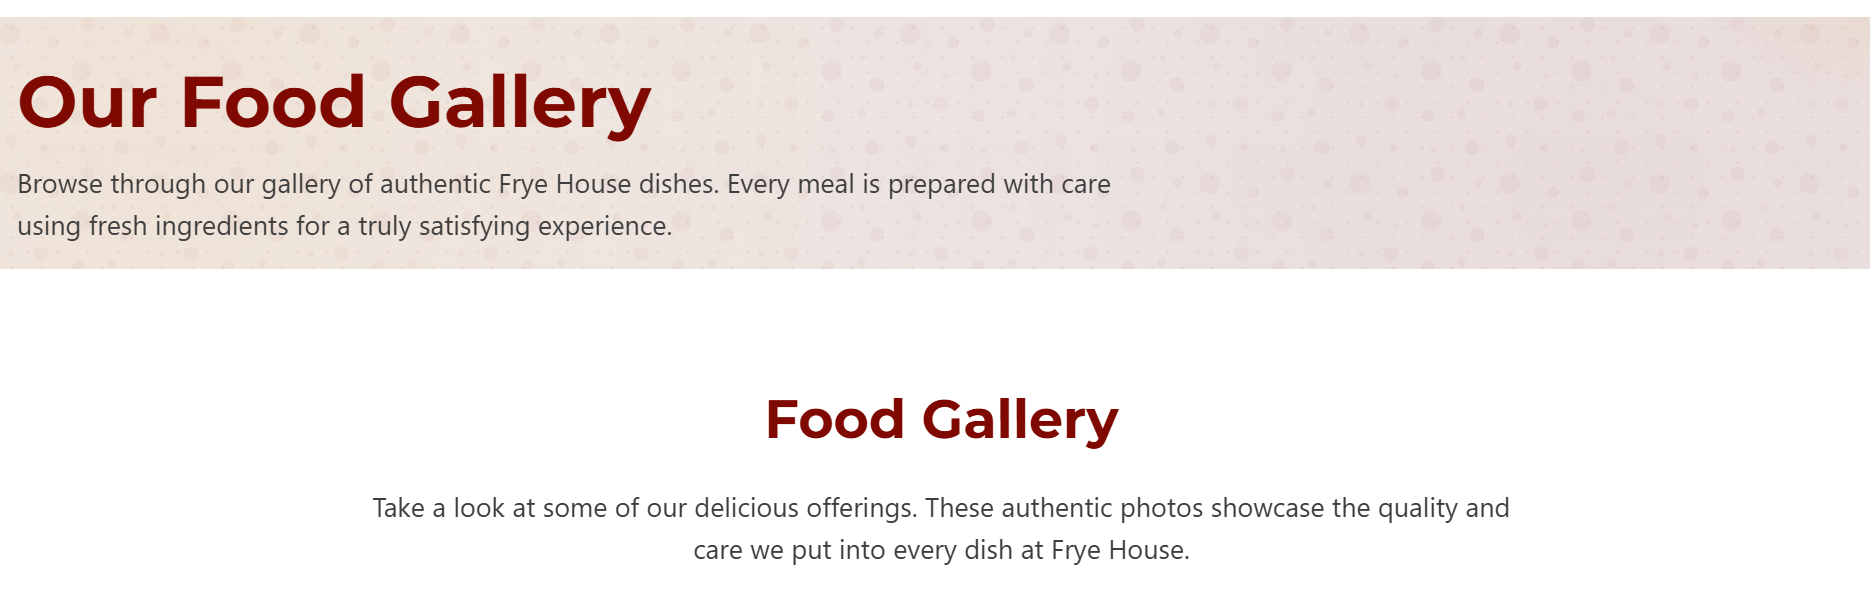 Our Food Gallery
Browse through our gallery of authentic Frye House dishes. Every meal is prepared with care
using fresh ingredients for a truly satisfying experience.
Food Gallery
Take a look at some of our delicious offerings. These authentic photos showcase the quality and
care we put into every dish at Frye House.